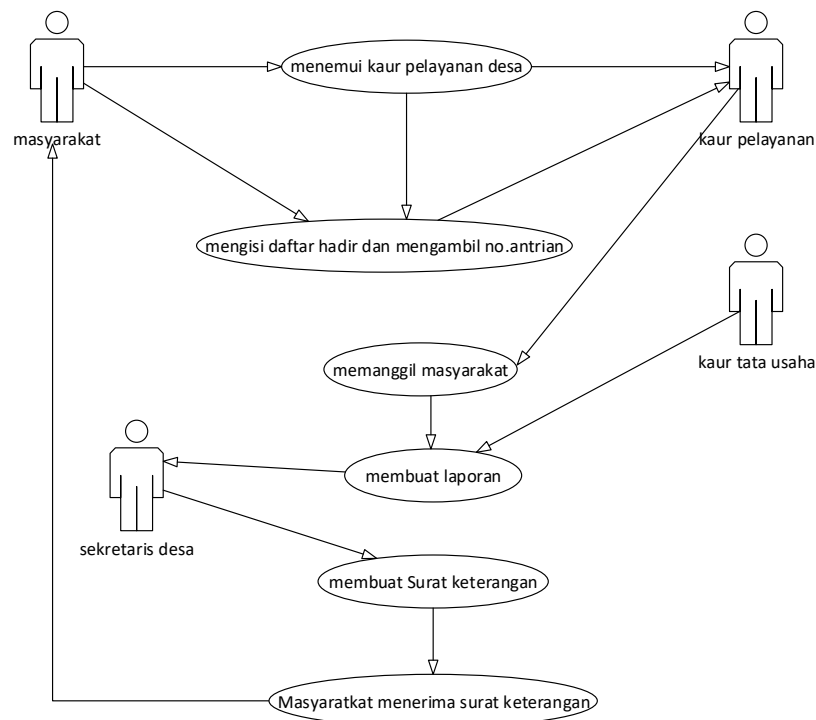 menemui kaur pelayanan desa
masyarakat
kaur pelayanan
mengisi daftar hadir dan mengambil no.antrian
kaur tata usaha
memanggil masyarakat
membuat laporan
sekretaris desa
membuat Surat keterangan
Masyaratkat menerima surat keterangan